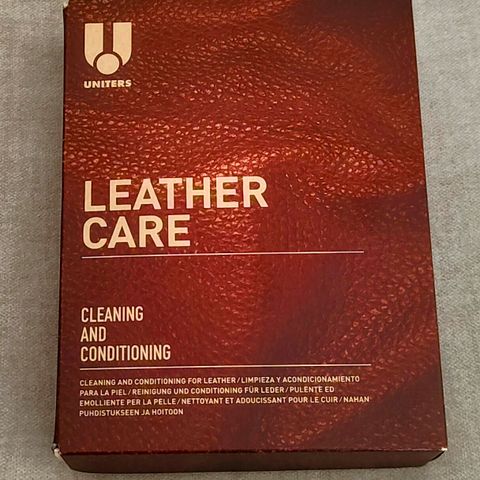 UNITERS
LEATHER
CARE
CLEANING
AND
CONDITIONING
CLEANING AND CONDITIONING FOR LEATHER / LIMPIEZA Y ACONDICIONAMIENTO
PARA LA PIEL / REINIGUNG UND CONDITIONING FÜR LEDER / PULENTE ED
EMOLLIENTE PER LA PELLE / NETTOYANT ET ADOUCISSANT POUR LE CUIR / NAHAN
PUHDISTUKSEEN JA HOITOON